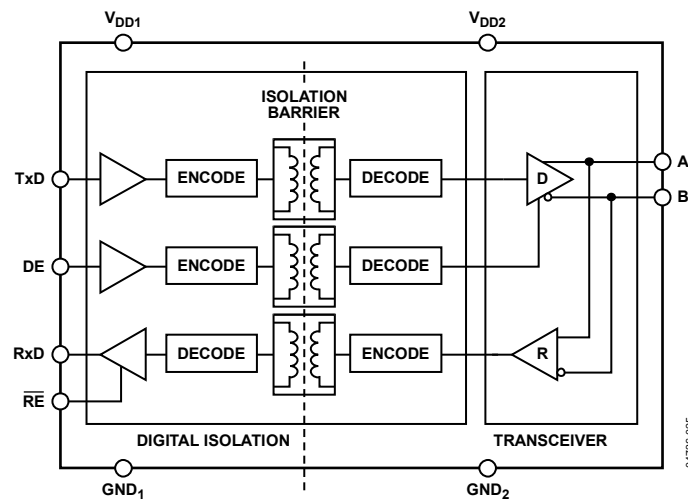 VDD1
VDD2
ISOLATION
BARRIER
A
TxD
ENCODE
DECODE
D
B
DE
ENCODE
DECODE
RxD
DECODE
ENCODE
R
RE
DIGITAL ISOLATION
TRANSCEIVER
GND1
GND2